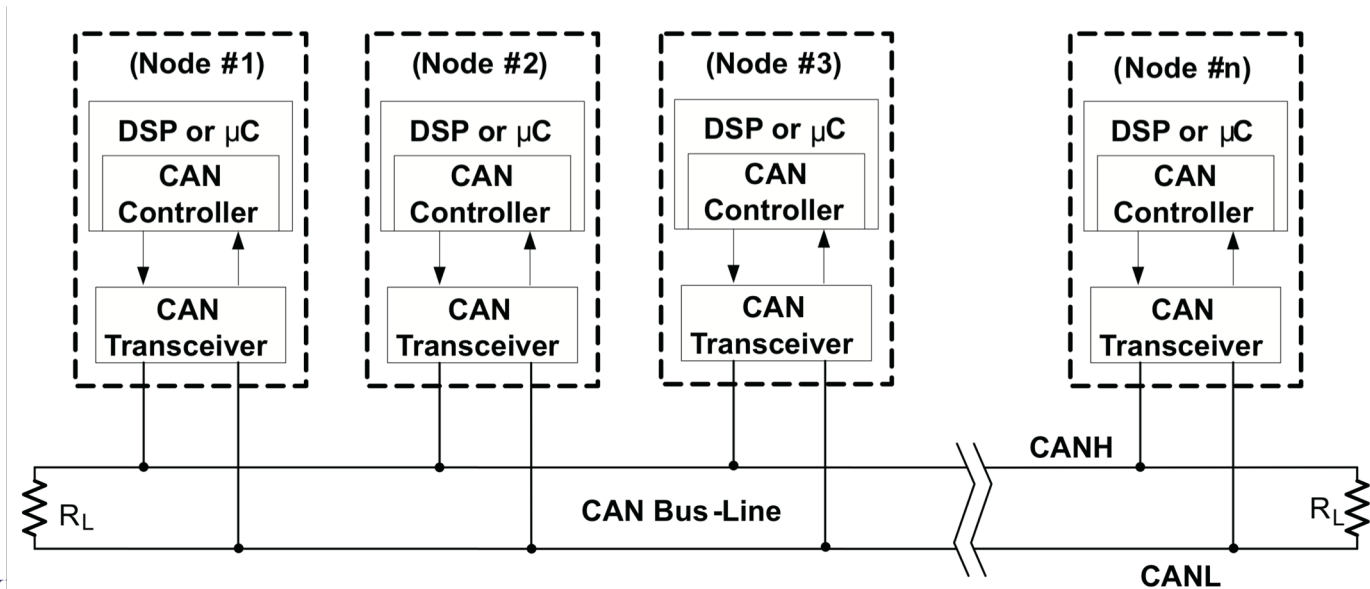 (Node #1)
DSP or µC
CAN
Controller
CAN
Transceiver
(Node #2)
DSP or µC
CAN
Controller
CAN
Transceiver
(Node #3)
DSP or µC
CAN
Controller
CAN
Transceiver
(Node #n)
DSP or µC
CAN
Controller
CAN
Transceiver
CANH
RL
CAN Bus-Line
RL
CANL